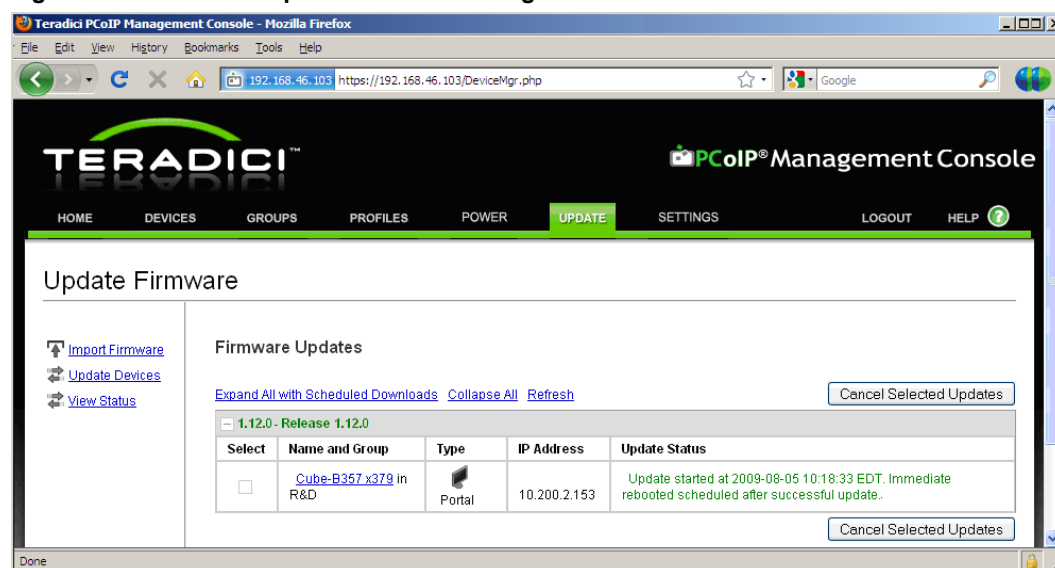 Teradici PCoIP Management Console - Mozilla Firefox
File Edit View History Bookmarks Tools Help
192.168.46.103 https://192.168.46.103/DeviceMgr.php Google
TERADICI™
PCoIP® Management Console
HOME DEVICES GROUPS PROFILES POWER UPDATE SETTINGS LOGOUT HELP ?
Update Firmware
Import Firmware
Update Devices
View Status
Firmware Updates
Expand All with Scheduled Downloads Collapse All Refresh Cancel Selected Updates
1.12.0 - Release 1.12.0
Select Name and Group Type IP Address Update Status
Cube-B357 x379 in
R&D
Portal
10.200.2.153
Update started at 2009-08-05 10:18:33 EDT. Immediate
rebooted scheduled after successful update..
Cancel Selected Updates
Done